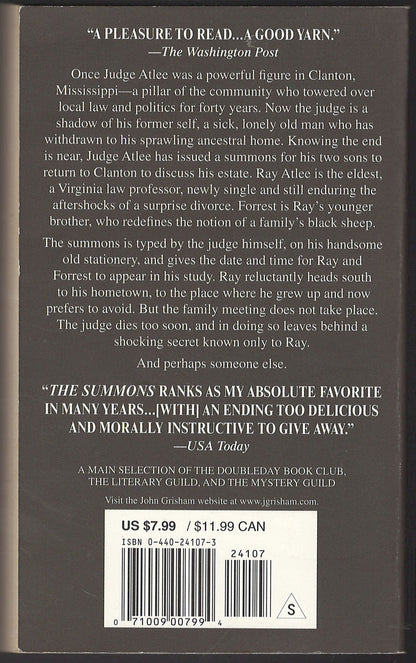 “A PLEASURE TO READ...A GOOD YARN.”
—The Washington Post
Once Judge Atlee was a powerful figure in Clanton,
Mississippi—a pillar of the community who towered over
local law and politics for forty years. Now the judge is a
shadow of his former self, a sick, lonely old man who has
withdrawn to his sprawling ancestral home. Knowing the end
is near, Judge Atlee has issued a summons for his two sons to
return to Clanton to discuss his estate. Ray Atlee is the eldest,
a Virginia law professor, newly single and still enduring the
aftershocks of a surprise divorce. Forrest is Ray’s younger
brother, who redefines the notion of a family’s black sheep.
The summons is typed by the judge himself, on his handsome
old stationery, and gives the date and time for Ray and
Forrest to appear in his study. Ray reluctantly heads south
to his hometown, to the place where he grew up and now
prefers to avoid. But the family meeting does not take place.
The judge dies too soon, and in doing so leaves behind a
shocking secret known only to Ray.
And perhaps someone else.
“THE SUMMONS RANKS AS MY ABSOLUTE FAVORITE
IN MANY YEARS...[WITH] AN ENDING TOO DELICIOUS
AND MORALLY INSTRUCTIVE TO GIVE AWAY.”
—USA Today
A MAIN SELECTION OF THE DOUBLEDAY BOOK CLUB,
THE LITERARY GUILD, AND THE MYSTERY GUILD
Visit the John Grisham website at www.jgrisham.com.
US $7.99 / $11.99 CAN
ISBN 0-440-24107-3
24107
0 71009 00799 4
S